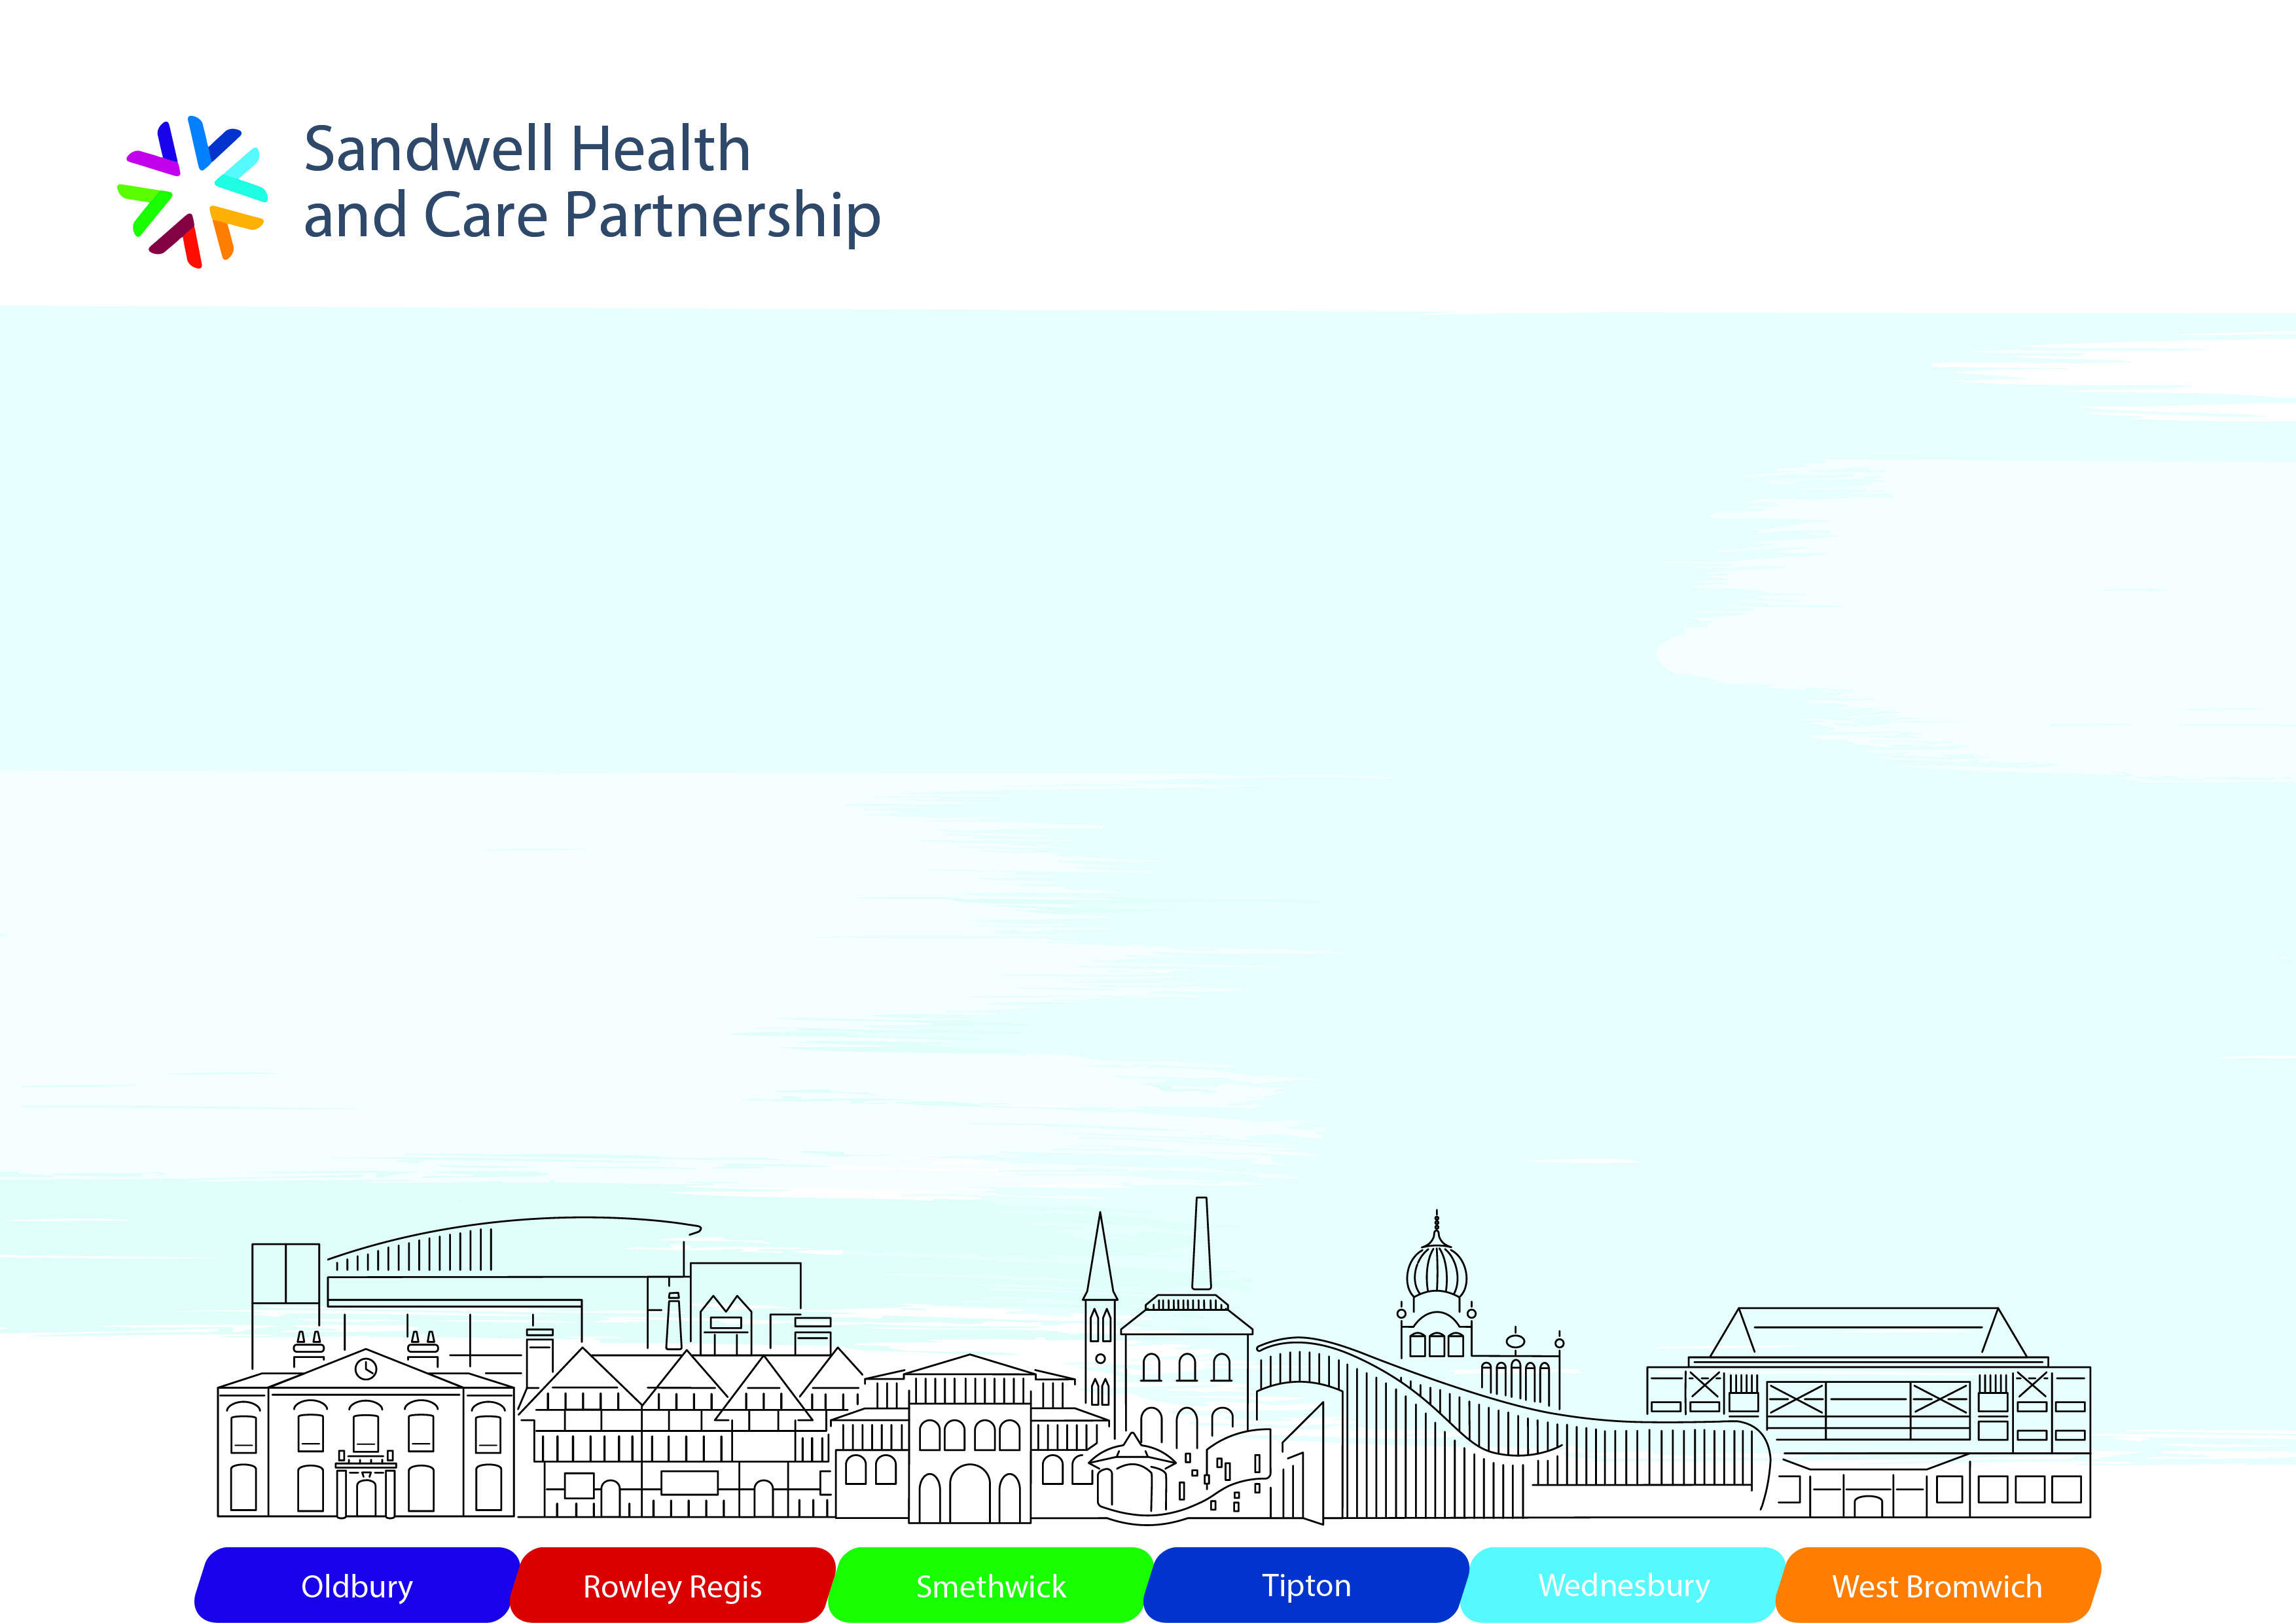 Sandwell Health
and Care Partnership
Oldbury
Rowley Regis
Smethwick
Tipton
Wednesbury
West Bromwich